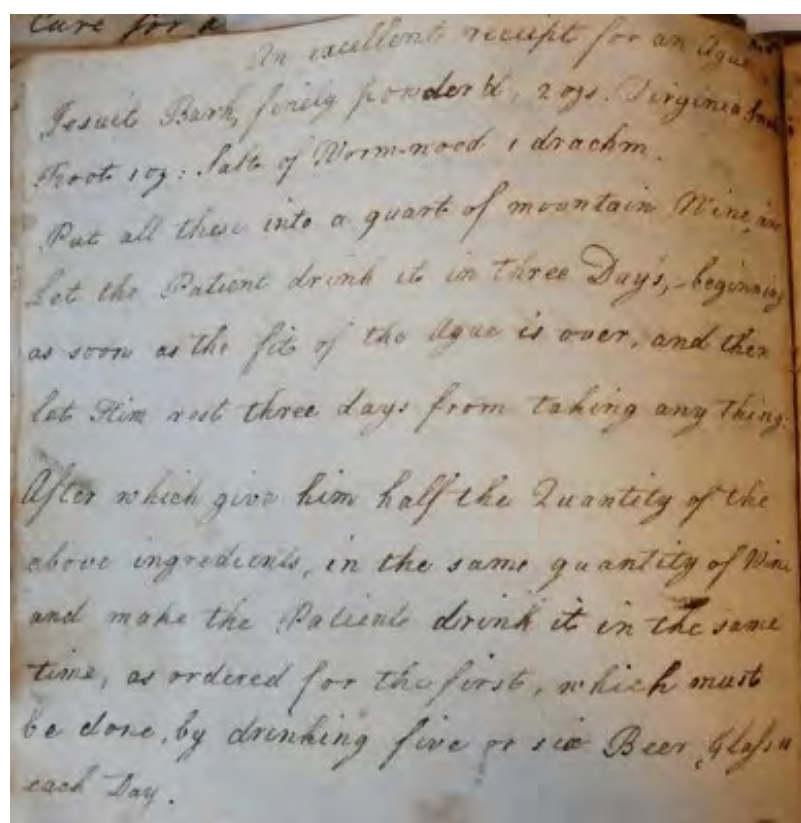 Cure for a
An excellent receipt for an Ague
Jesuit Bark, finely powder'd, 2 ozs. Virginia Snake
Root 1 oz: Salt of Worm-wood 1 drachm.
Put all these into a quart of mountain Wine, an
Let the Patient drink it in three Day's, beginning
as soon as the fit of the Ague is over, and then
let Him rest three days from taking any Thing:
After which give him half the Quantity of the
above ingredients, in the same quantity of Wine
and make the Patient drink it in the same
time, as ordered for the first, which must
be done, by drinking five or six Beer, Glass"
each Day.